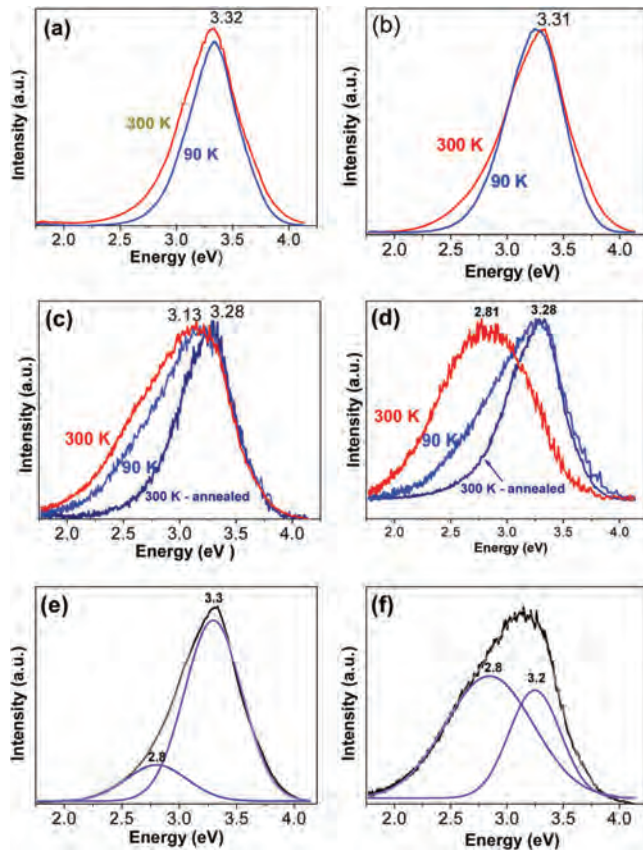 (a)
3.32
300 K
90 K
Intensity (a.u.)
2.0 2.5 3.0 3.5 4.0
Energy (eV)
(b)
3.31
300 K
90 K
Intensity (a.u.)
2.0 2.5 3.0 3.5 4.0
Energy (eV)
(c)
3.13 3.28
300 K
90 K
300 K - annealed
Intensity (a.u.)
2.0 2.5 3.0 3.5 4.0
Energy (eV )
(d)
2.81 3.28
300 K
90 K
300 K - annealed
Intensity (a.u.)
2.0 2.5 3.0 3.5 4.0
Energy (eV)
(e)
3.3
2.8
Intensity (a.u.)
2.0 2.5 3.0 3.5 4.0
Energy (eV)
(f)
2.8
3.2
Intensity (a.u.)
2.0 2.5 3.0 3.5 4.0
Energy (eV)